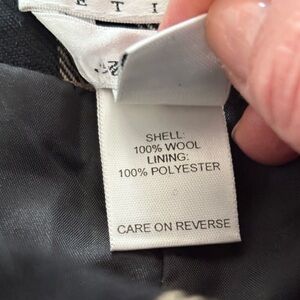 E T I
SHELL:
100% WOOL
LINING:
100% POLYESTER
CARE ON REVERSE